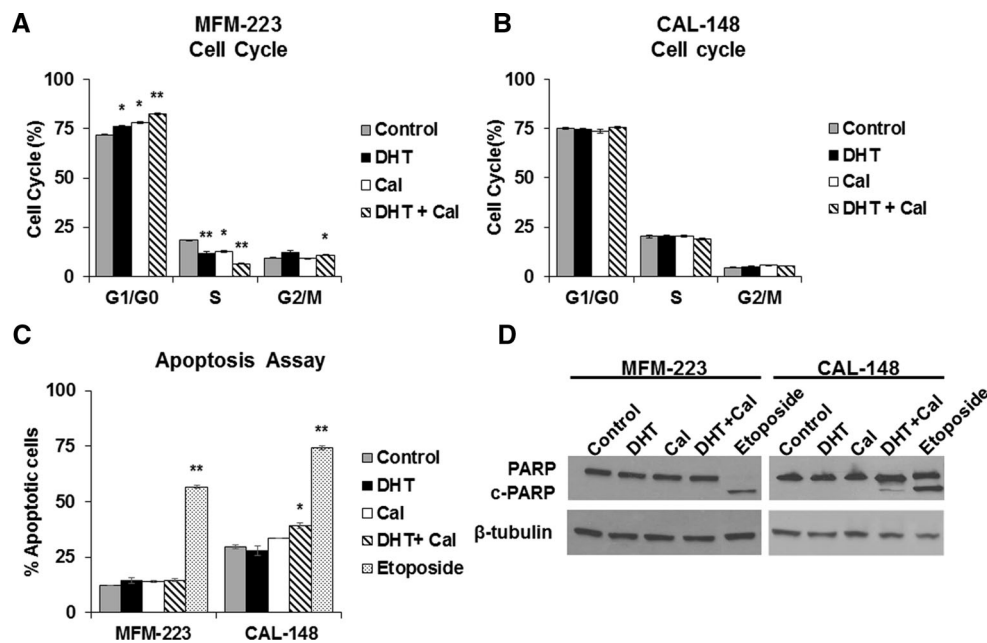 A
MFM-223
Cell Cycle
Cell Cycle(%)
100
75
50
25
0
* * **
** * **
*
G1/G0 S G2/M
Control
DHT
Cal
DHT + Cal
B
CAL-148
Cell cycle
Cell Cycle (%)
100
75
50
25
0
G1/G0 S G2/M
Control
DHT
Cal
DHT + Cal
C
Apoptosis Assay
% Apoptotic cells
100
75
50
25
0
**
* **
MFM-223 CAL-148
Control
DHT
Cal
DHT+ Cal
Etoposide
D
MFM-223 CAL-148
Control DHT Cal DHT+Cal Etoposide Control DHT Cal DHT+Cal Etoposide
PARP
c-PARP
β-tubulin